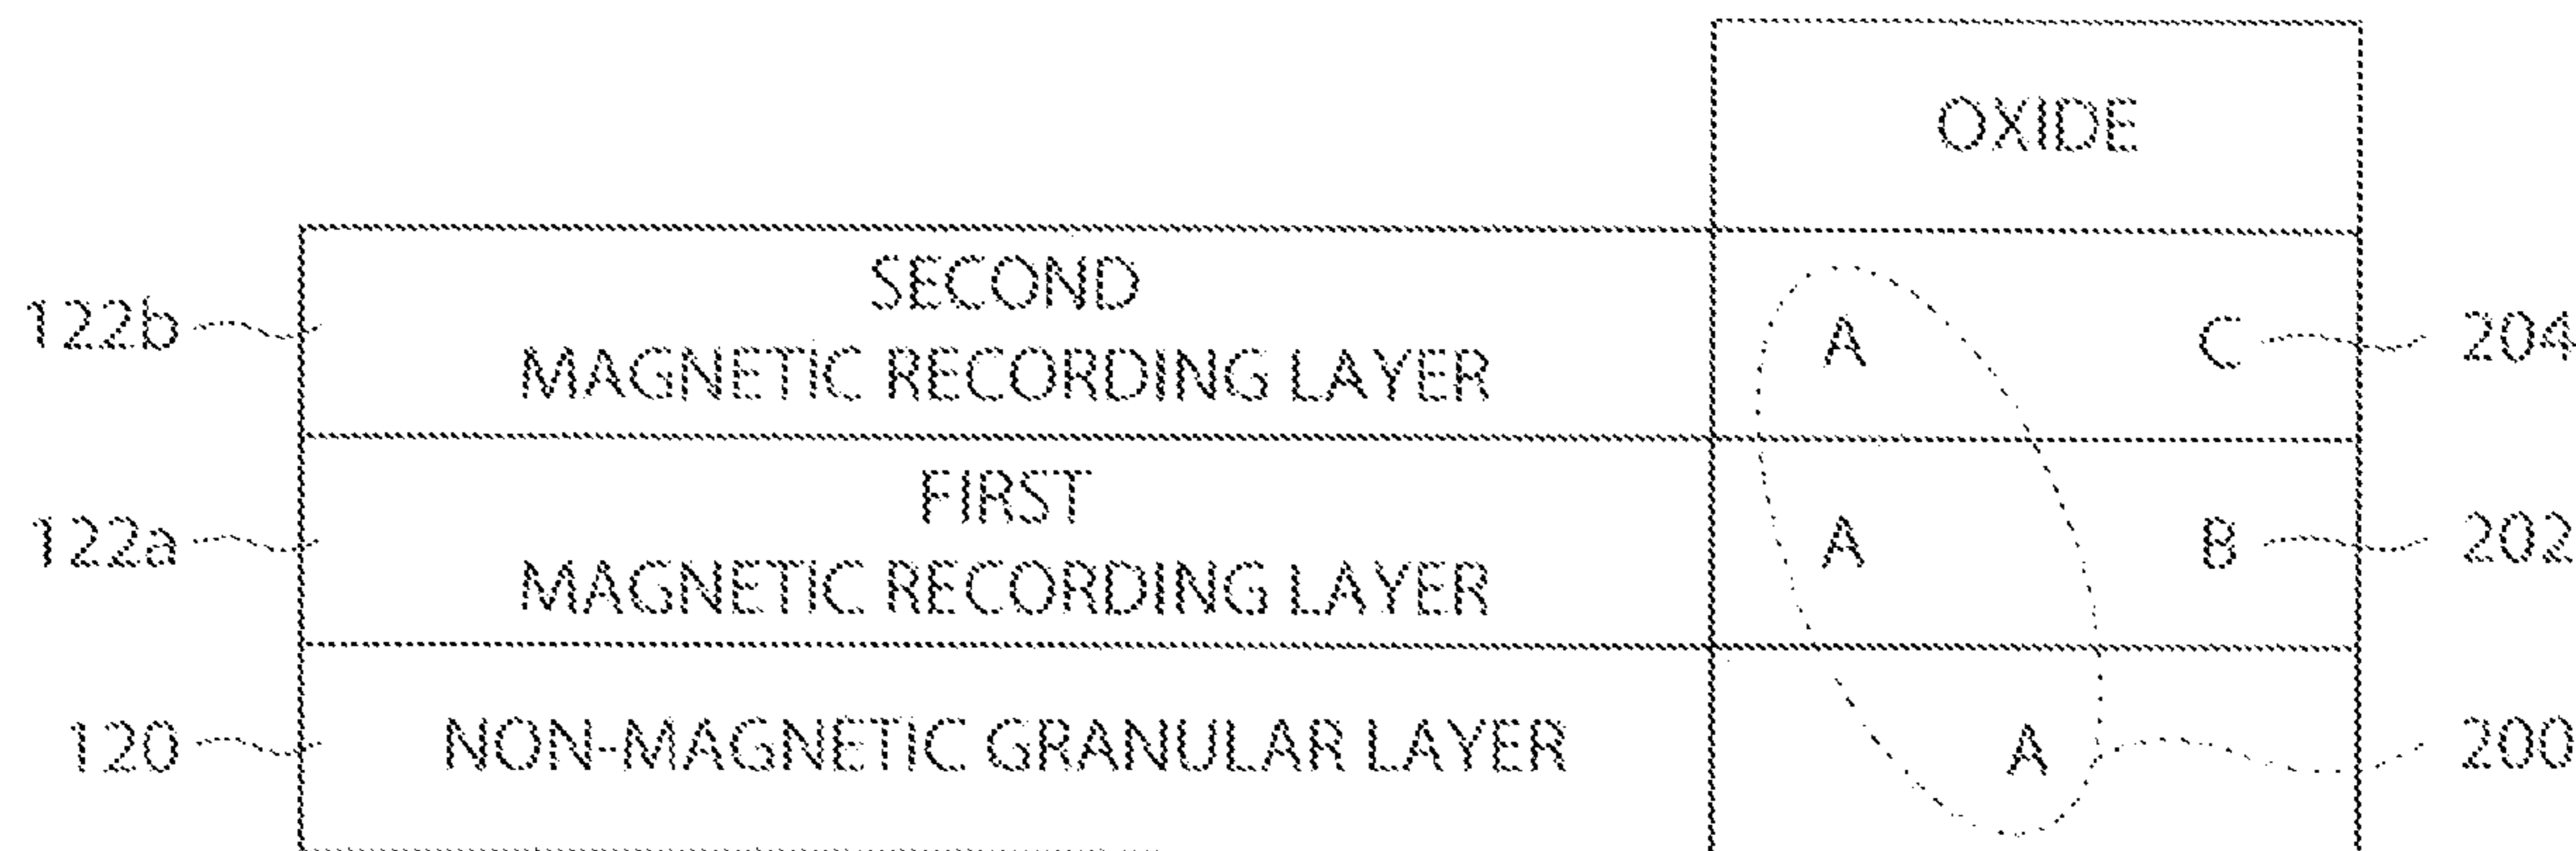 OXIDE
SECOND
122b MAGNETIC RECORDING LAYER A C 204
FIRST
122a MAGNETIC RECORDING LAYER A B 202
120 NON-MAGNETIC GRANULAR LAYER A 200